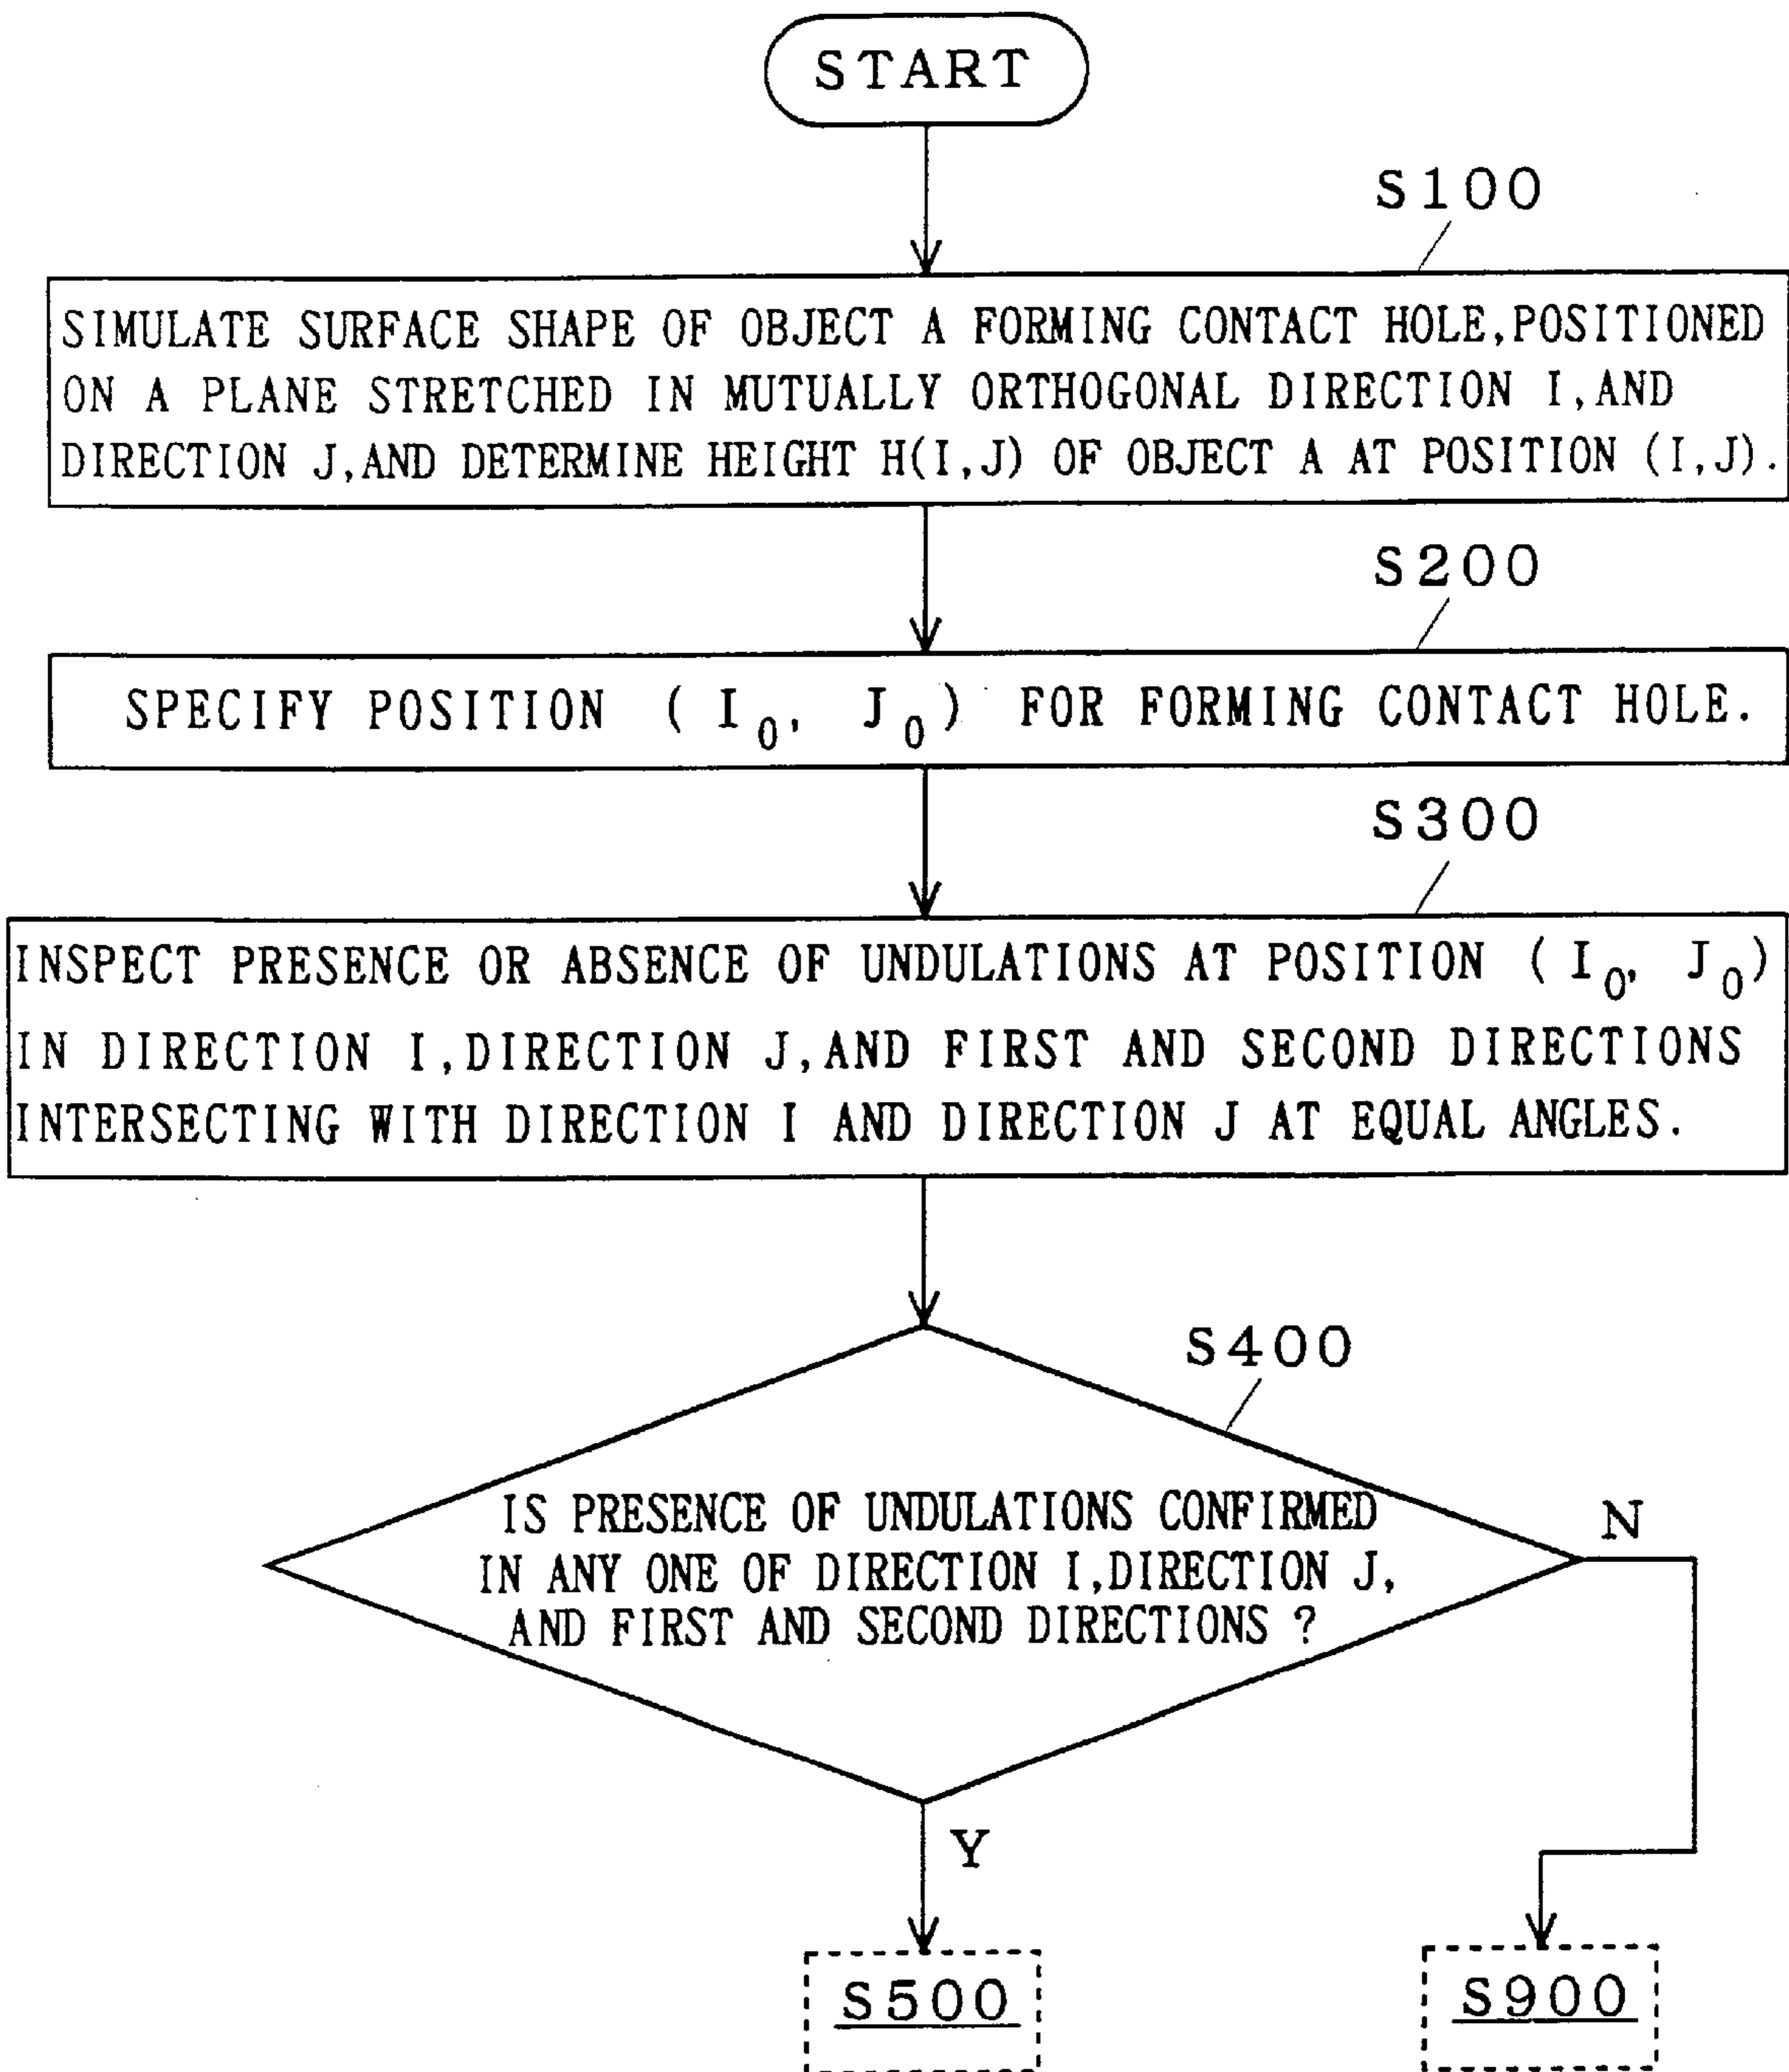 START
S100
SIMULATE SURFACE SHAPE OF OBJECT A FORMING CONTACT HOLE,POSITIONED
ON A PLANE STRETCHED IN MUTUALLY ORTHOGONAL DIRECTION I,AND
DIRECTION J,AND DETERMINE HEIGHT H(I,J) OF OBJECT A AT POSITION (I,J).
S200
SPECIFY POSITION (I₀, J₀) FOR FORMING CONTACT HOLE.
S300
INSPECT PRESENCE OR ABSENCE OF UNDULATIONS AT POSITION (I₀, J₀)
IN DIRECTION I,DIRECTION J,AND FIRST AND SECOND DIRECTIONS
INTERSECTING WITH DIRECTION I AND DIRECTION J AT EQUAL ANGLES.
S400
IS PRESENCE OF UNDULATIONS CONFIRMED
IN ANY ONE OF DIRECTION I,DIRECTION J,
AND FIRST AND SECOND DIRECTIONS ?
N
Y
S500
S900